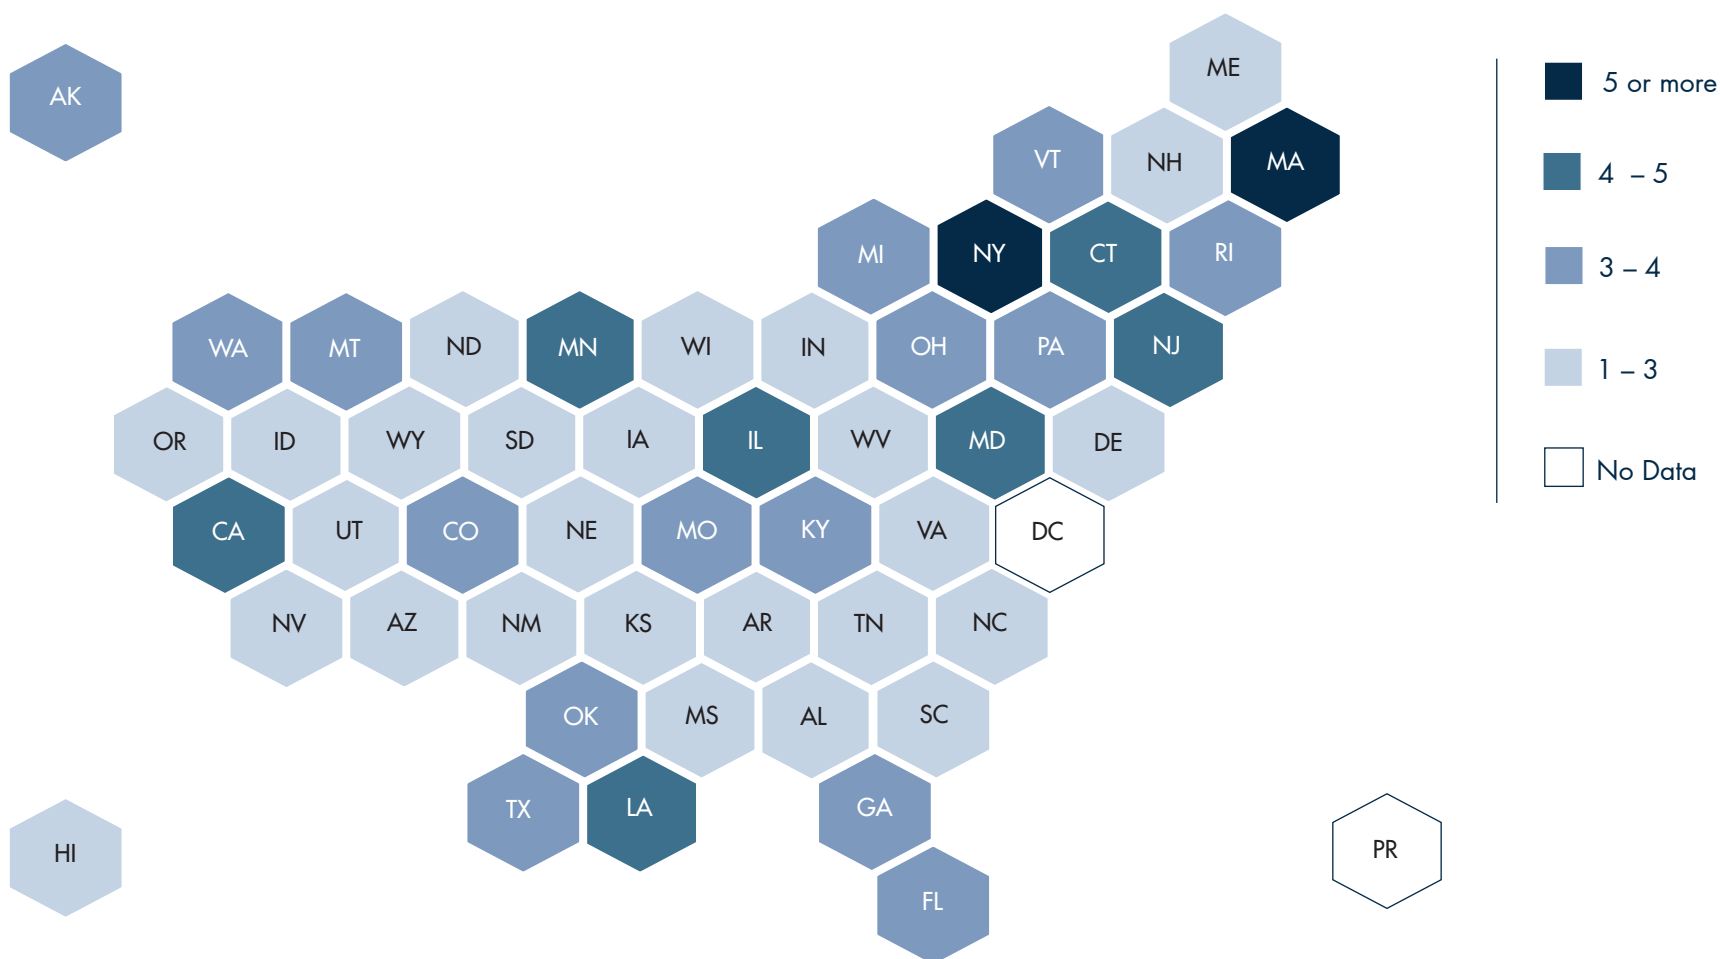 ME
AK
VT NH MA
MI NY CT RI
WA MT ND MN WI IN OH PA NJ
OR ID WY SD IA IL WV MD DE
CA UT CO NE MO KY VA DC
NV AZ NM KS AR TN NC
OK MS AL SC
TX LA GA
HI PR
FL
5 or more
4 – 5
3 – 4
1 – 3
No Data